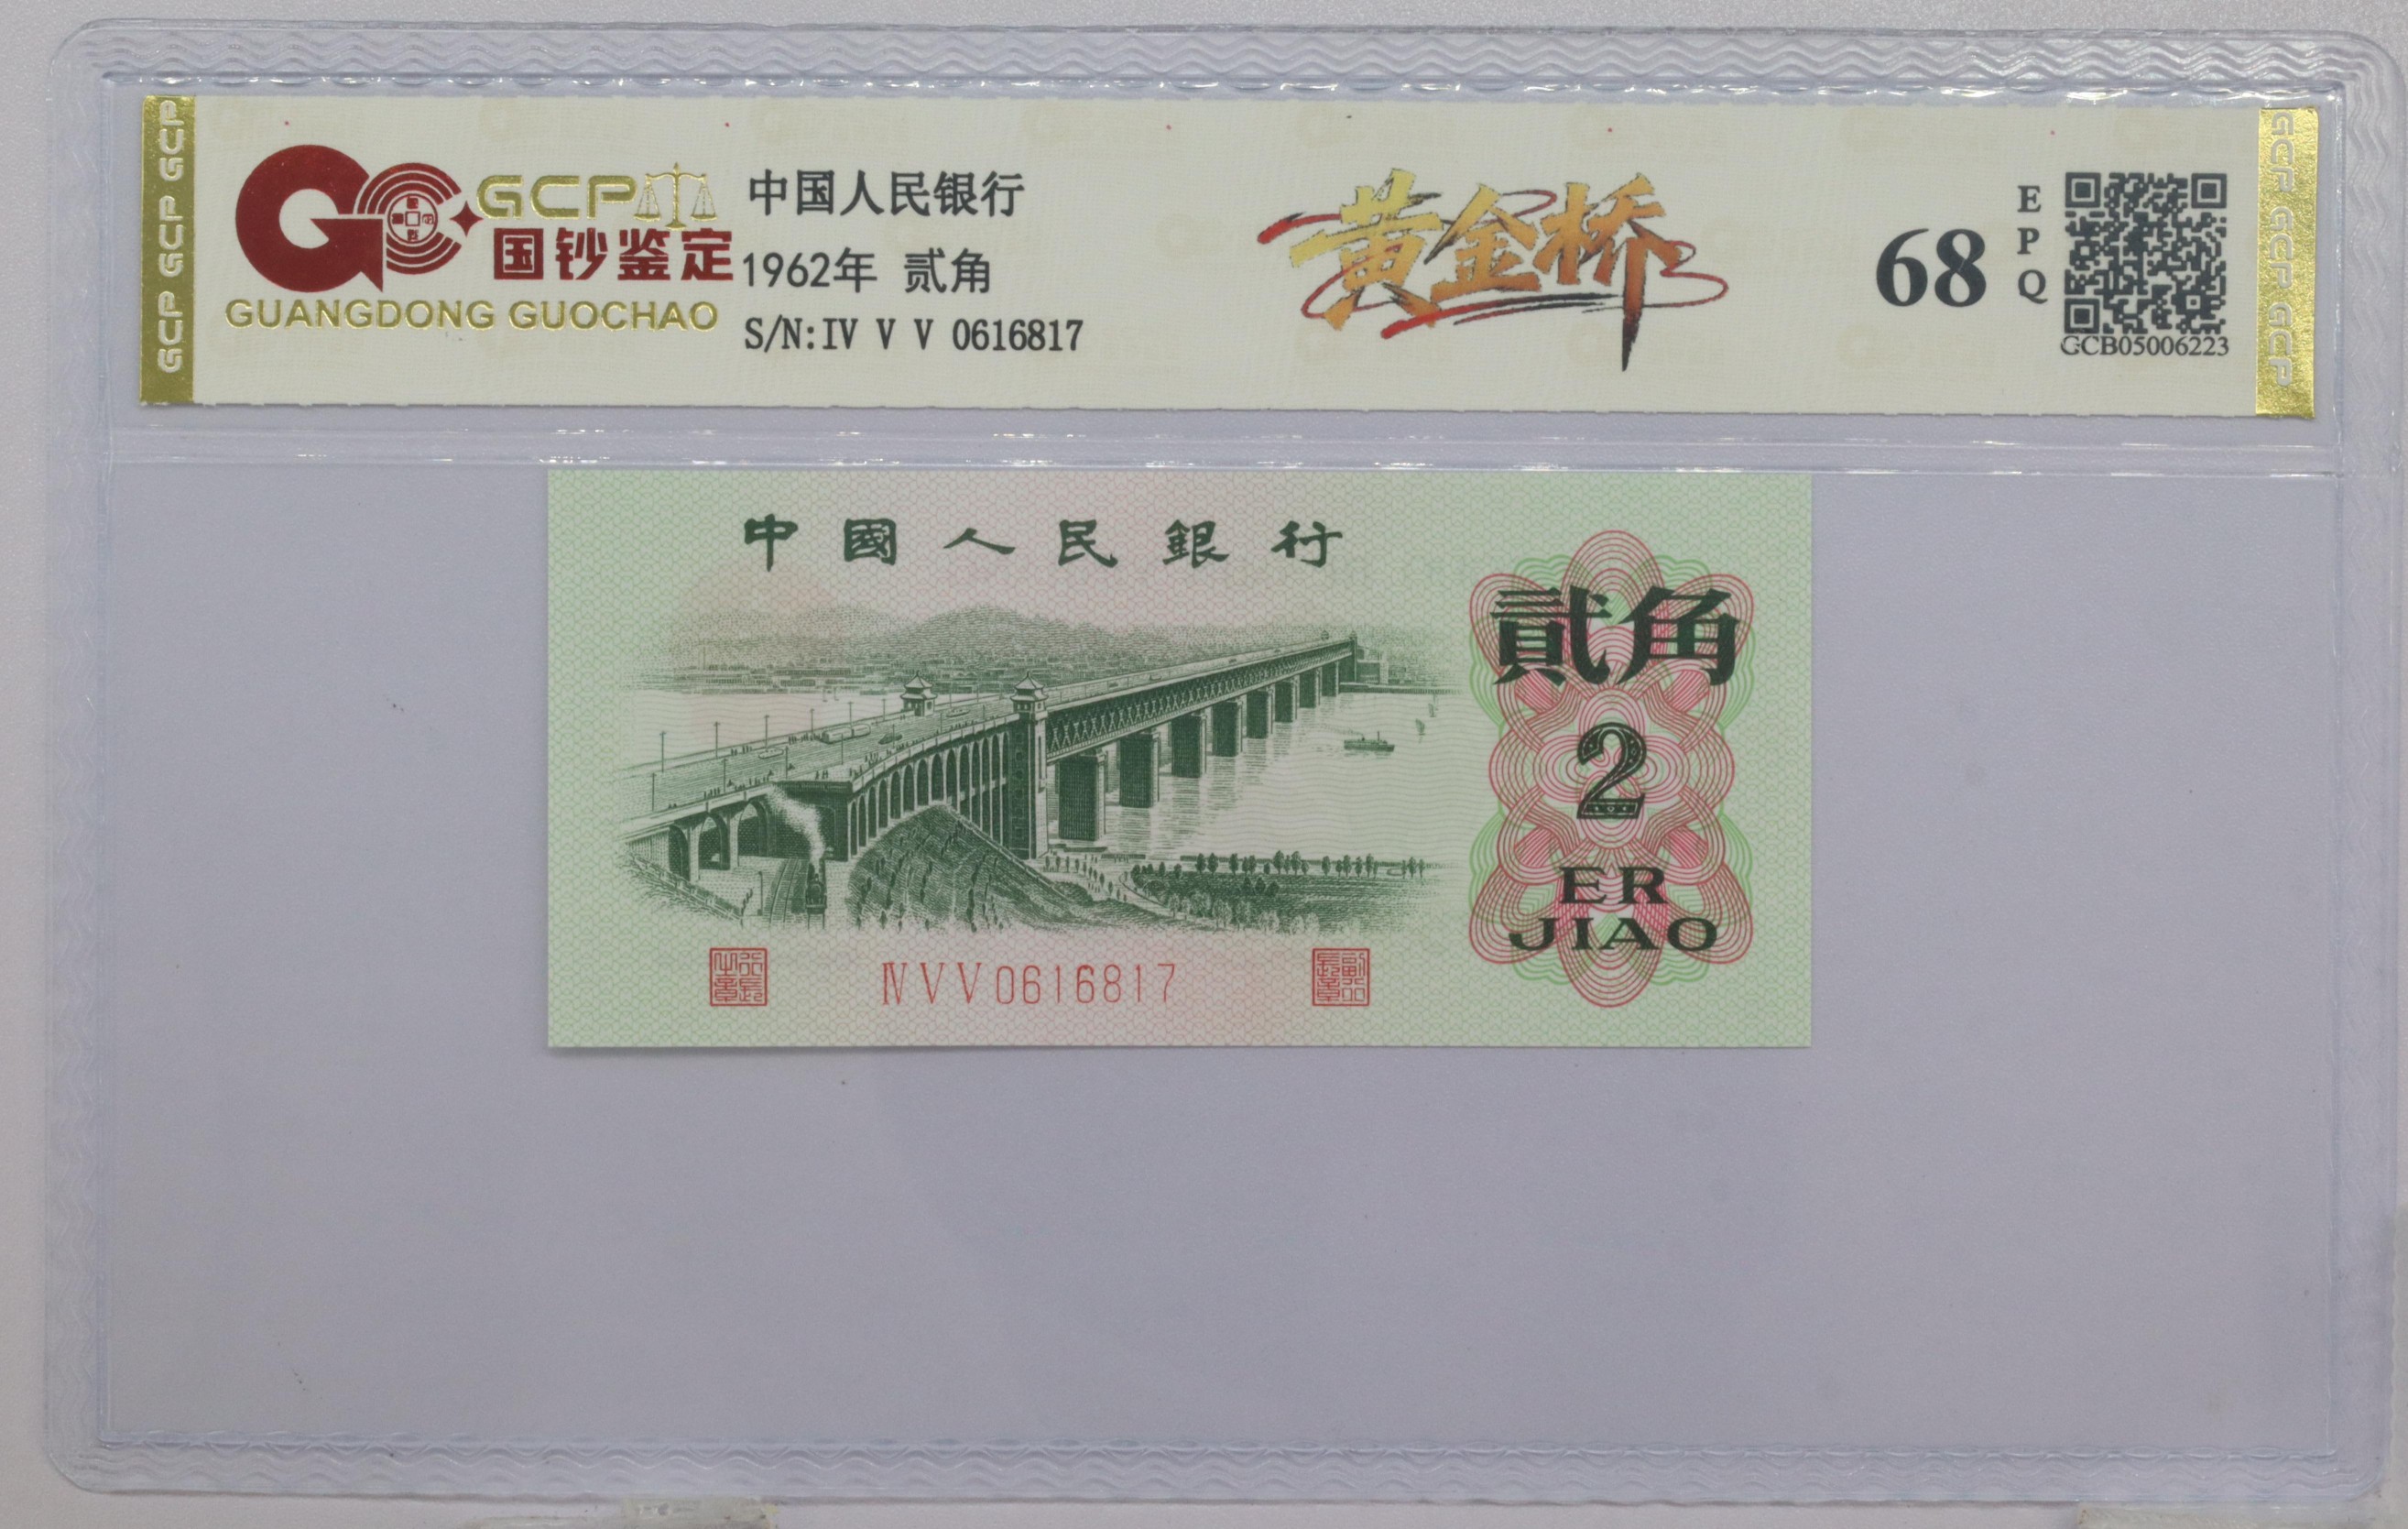 GCP GCP GCP
GCP
国钞鉴定
GUANGDONG GUOCHAO
中国人民银行
1962年 贰角
S/N:IV V V 0616817
黄金桥
68
EPQ
GCB05006223
GCP GCP GCP
中國人民銀行
貳角
2
ER
JIAO
ⅣⅤⅤ0616817